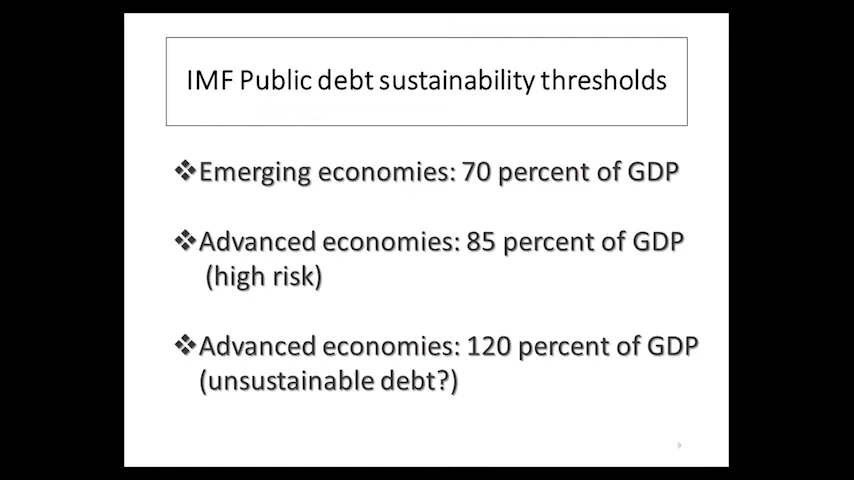 IMF Public debt sustainability thresholds
❖Emerging economies: 70 percent of GDP
❖Advanced economies: 85 percent of GDP
(high risk)
❖Advanced economies: 120 percent of GDP
(unsustainable debt?)
9